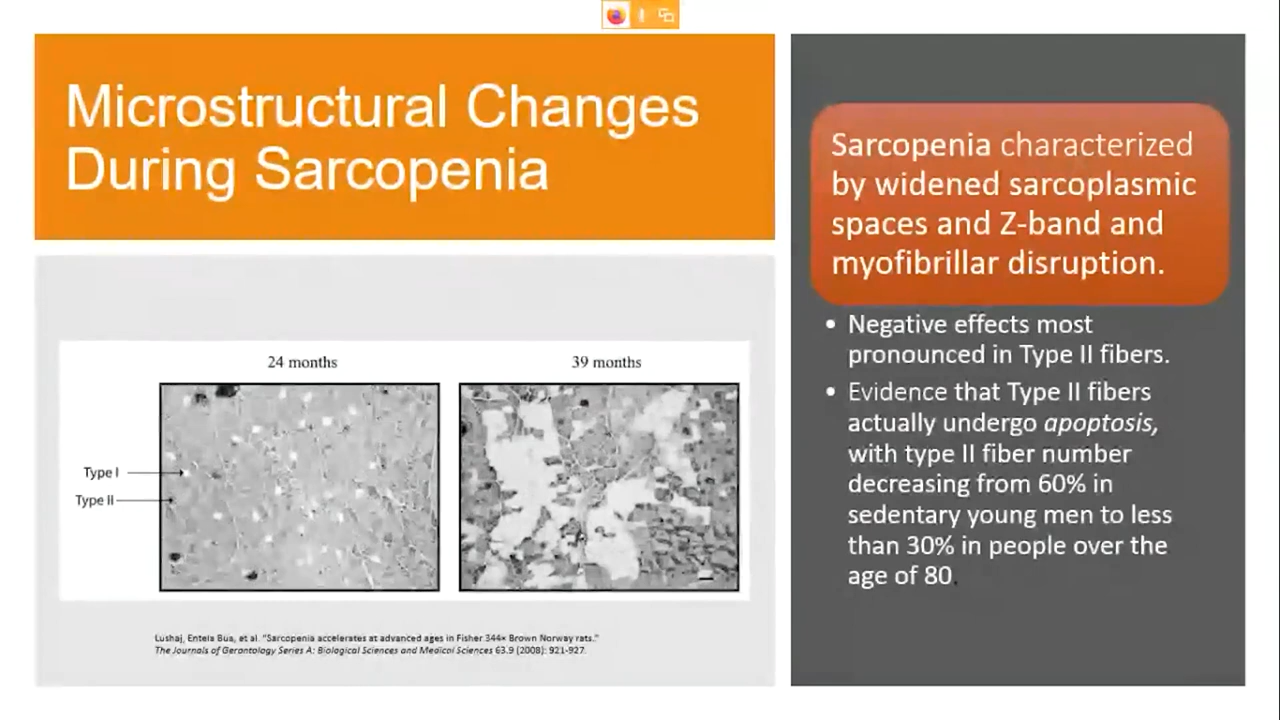 Microstructural Changes
During Sarcopenia
24 months
39 months
Type I
Type II
Lushaj, Entela Bua, et al. "Sarcopenia accelerates at advanced ages in Fisher 344× Brown Norway rats."
The Journals of Gerontology Series A: Biological Sciences and Medical Sciences 63.9 (2008): 921-927.
Sarcopenia characterized
by widened sarcoplasmic
spaces and Z-band and
myofibrillar disruption.
• Negative effects most
pronounced in Type II fibers.
• Evidence that Type II fibers
actually undergo apoptosis,
with type II fiber number
decreasing from 60% in
sedentary young men to less
than 30% in people over the
age of 80.